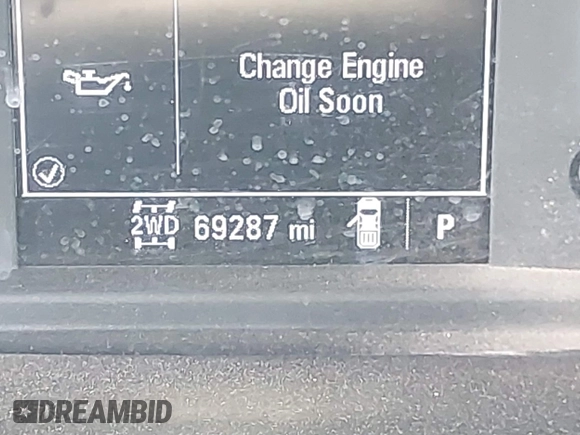 Change Engine
Oil Soon
2WD 69287 mi P
DREAMBID